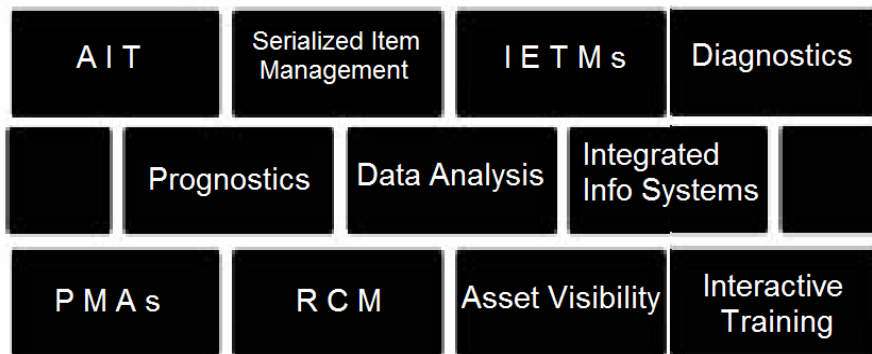 A I T
Serialized Item
Management
I E T M s
Diagnostics
Prognostics
Data Analysis
Integrated
Info Systems
P M A s
R C M
Asset Visibility
Interactive
Training